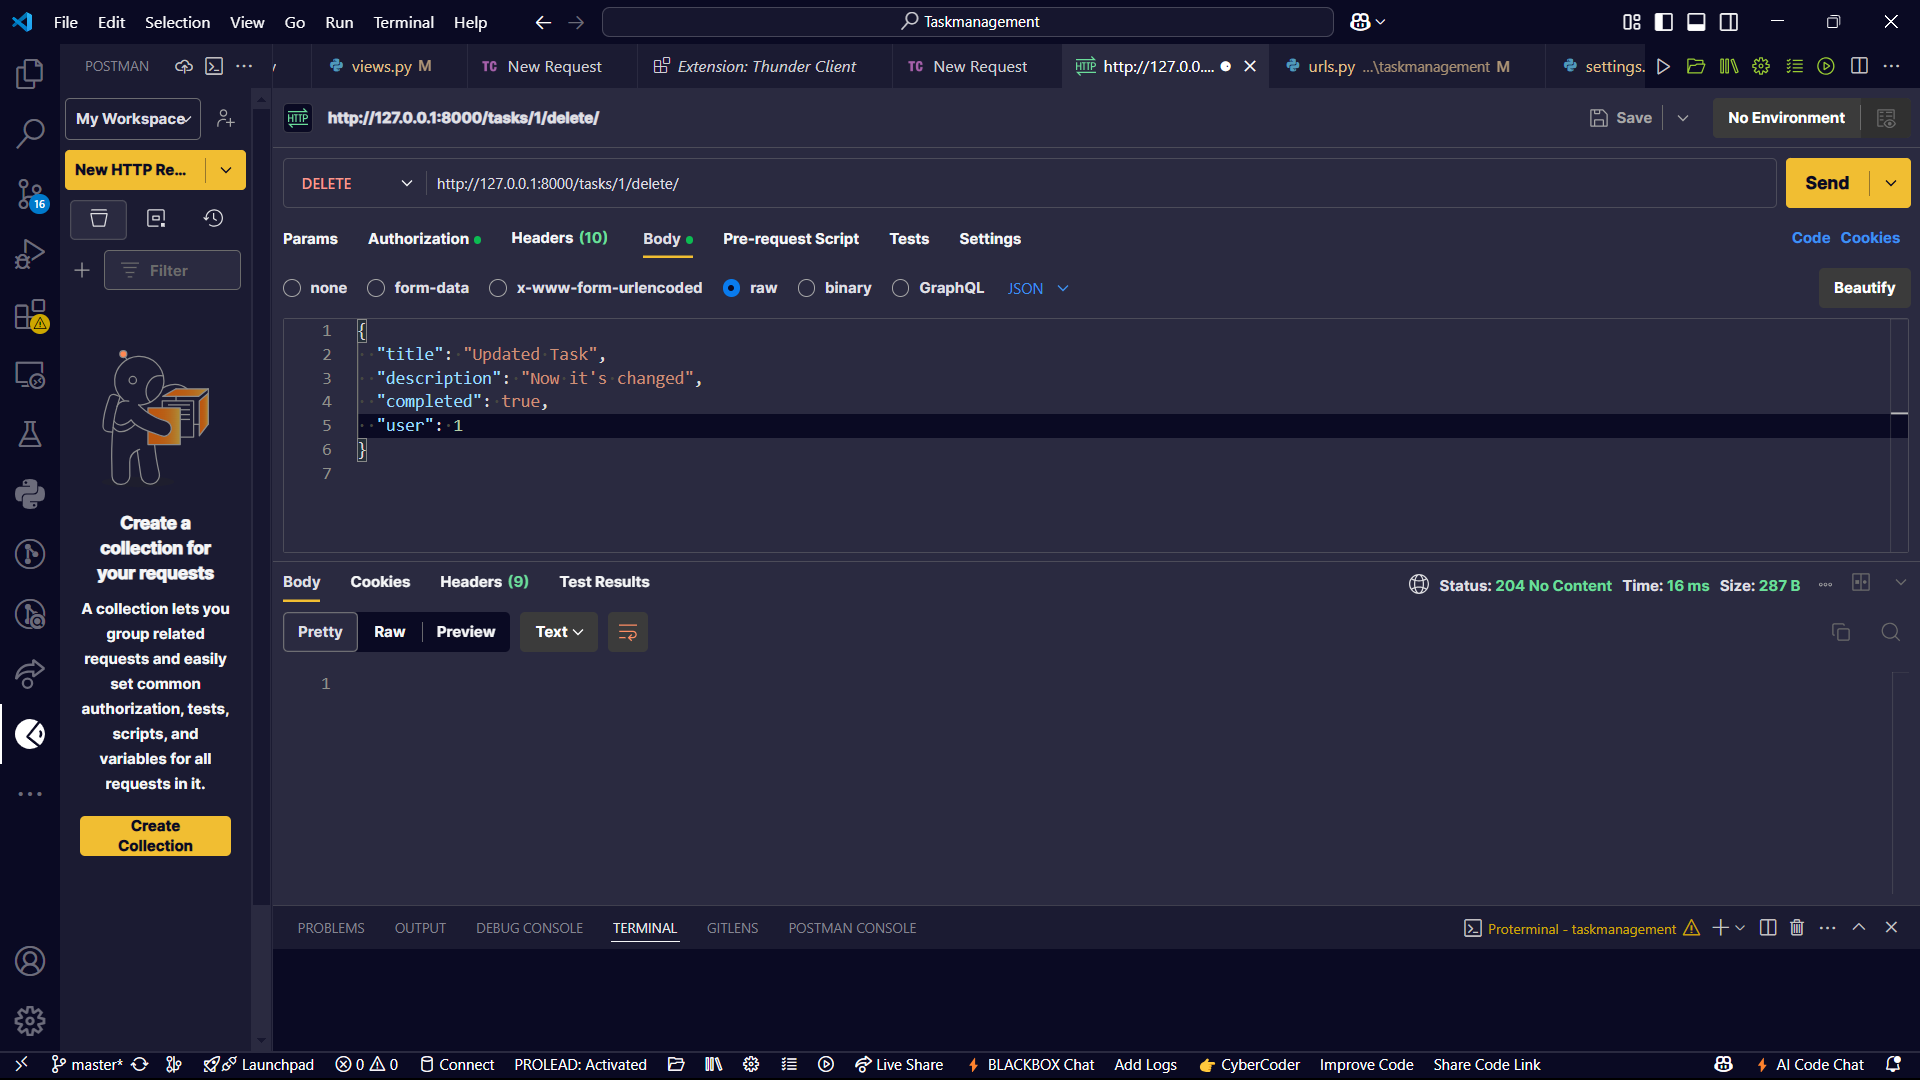 File Edit Selection View Go Run Terminal Help
Taskmanagement
POSTMAN
views.py M
TC New Request
Extension: Thunder Client
TC New Request
HTTP http://127.0.0....
urls.py ...\taskmanagement M
settings.
My Workspace
HTTP http://127.0.0.1:8000/tasks/1/delete/
Save
No Environment
New HTTP Re...
DELETE
http://127.0.0.1:8000/tasks/1/delete/
Send
16
Params Authorization Headers (10) Body Pre-request Script Tests Settings
Code Cookies
Filter
none form-data x-www-form-urlencoded raw binary GraphQL JSON
Beautify
1 {
2 "title": "Updated Task",
3 "description": "Now it's changed",
4 "completed": true,
5 "user": 1
6 }
7
Create a
collection for
your requests
A collection lets you
group related
requests and easily
set common
authorization, tests,
scripts, and
variables for all
requests in it.
Create
Collection
Body Cookies Headers (9) Test Results
Status: 204 No Content Time: 16 ms Size: 287 B
Pretty Raw Preview Text
1
PROBLEMS OUTPUT DEBUG CONSOLE TERMINAL GITLENS POSTMAN CONSOLE
Proterminal - taskmanagement
master* Launchpad 0 0 Connect PROLEAD: Activated Live Share BLACKBOX Chat Add Logs CyberCoder Improve Code Share Code Link AI Code Chat